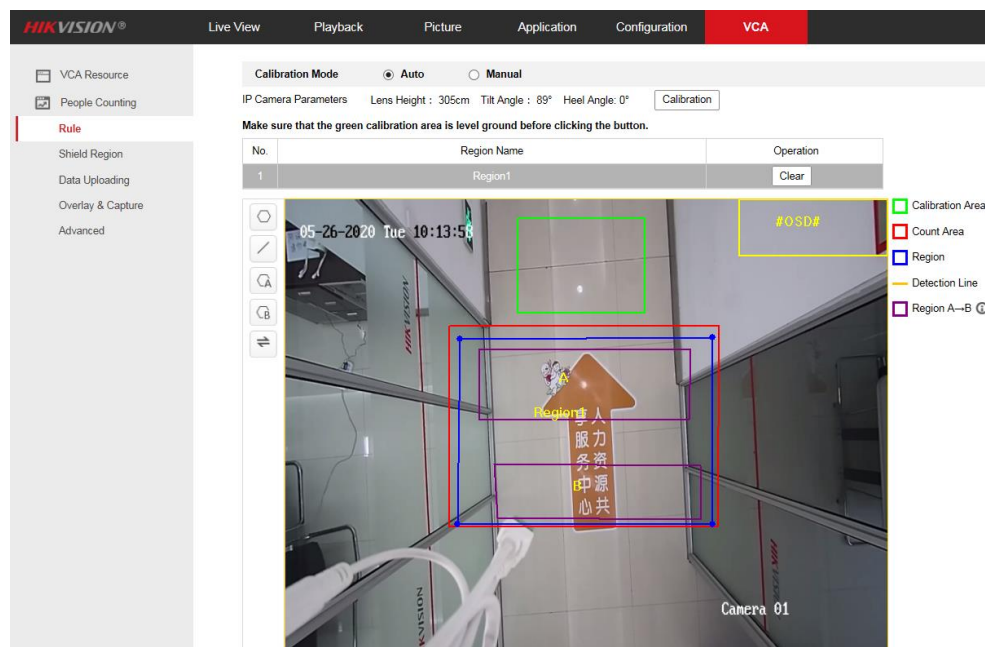 HIKVISION®
Live View Playback Picture Application Configuration VCA
VCA Resource
People Counting
Rule
Shield Region
Data Uploading
Overlay & Capture
Advanced
Calibration Mode Auto Manual
IP Camera Parameters Lens Height : 305cm Tilt Angle : 89° Heel Angle: 0° Calibration
Make sure that the green calibration area is level ground before clicking the button.
No. Region Name Operation
1 Region1 Clear
A
B
05-26-2020 Tue 10:13:58
#OSD#
HIKVISION
A
Region1
B
人力资源共
享服务中心
Camera 01
Calibration Area
Count Area
Region
Detection Line
Region A→B